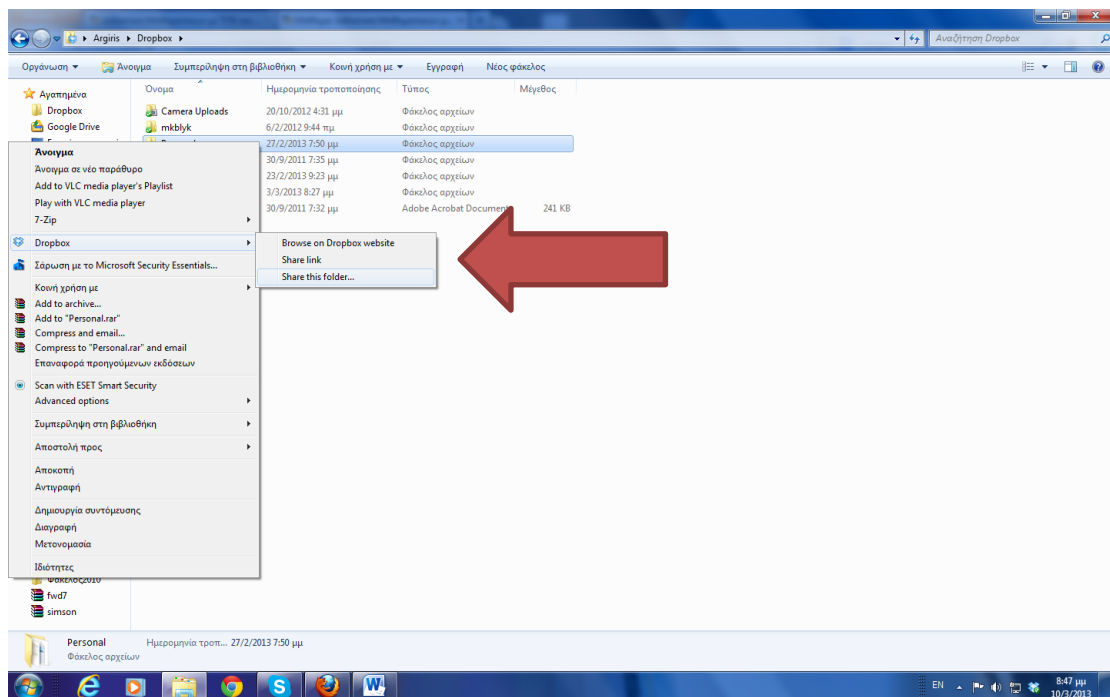 Argiris Dropbox
Αναζήτηση Dropbox
Οργάνωση Άνοιγμα Συμπερίληψη στη βιβλιοθήκη Κοινή χρήση με Εγγραφή Νέος φάκελος
Αγαπημένα
Dropbox
Google Drive
Όνομα Ημερομηνία τροποποίησης Τύπος Μέγεθος
Camera Uploads 20/10/2012 4:31 μμ Φάκελος αρχείων
mkblyk 6/2/2012 9:44 πμ Φάκελος αρχείων
27/2/2013 7:50 μμ Φάκελος αρχείων
30/9/2011 7:35 μμ Φάκελος αρχείων
23/2/2013 9:23 μμ Φάκελος αρχείων
3/3/2013 8:27 μμ Φάκελος αρχείων
30/9/2011 7:32 μμ Adobe Acrobat Document 241 KB
Άνοιγμα
Άνοιγμα σε νέο παράθυρο
Add to VLC media player's Playlist
Play with VLC media player
7-Zip
Dropbox
Σάρωση με το Microsoft Security Essentials...
Κοινή χρήση με
Add to archive...
Add to "Personal.rar"
Compress and email...
Compress to "Personal.rar" and email
Επαναφορά προηγούμενων εκδόσεων
Scan with ESET Smart Security
Advanced options
Συμπερίληψη στη βιβλιοθήκη
Αποστολή προς
Αποκοπή
Αντιγραφή
Δημιουργία συντόμευσης
Διαγραφή
Μετονομασία
Ιδιότητες
Browse on Dropbox website
Share link
Share this folder...
Φάκελος2010
fwd7
simson
Personal Ημερομηνία τροπ... 27/2/2013 7:50 μμ
Φάκελος αρχείων
EN
8:47 μμ
10/3/2013